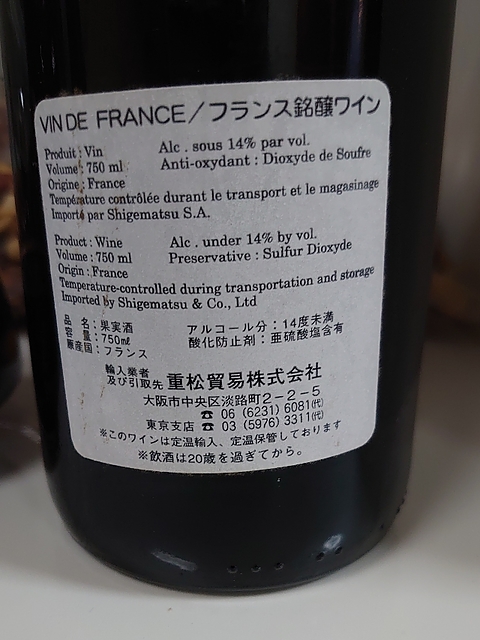 VIN DE FRANCE／フランス銘醸ワイン
Produit : Vin Alc . sous 14% par vol.
Volume : 750 ml Anti-oxydant : Dioxyde de Soufre
Origine : France
Température contrôlée durant le transport et le magasinage
Importé par Shigematsu S.A.
Product : Wine Alc . under 14% by vol.
Volume : 750 ml Preservative : Sulfur Dioxyde
Origin : France
Temperature-controlled during transportation and storage
Imported by Shigematsu & Co., Ltd
品名：果実酒 アルコール分：14度未満
容量：750㎖ 酸化防止剤：亜硫酸塩含有
原産国：フランス
輸入業者
及び引取先 重松貿易株式会社
大阪市中央区淡路町2－2－5
☎ 06 (6231) 6081㈹
東京支店 ☎ 03 (5976) 3311㈹
※このワインは定温輸入、定温保管しております
※飲酒は20歳を過ぎてから。